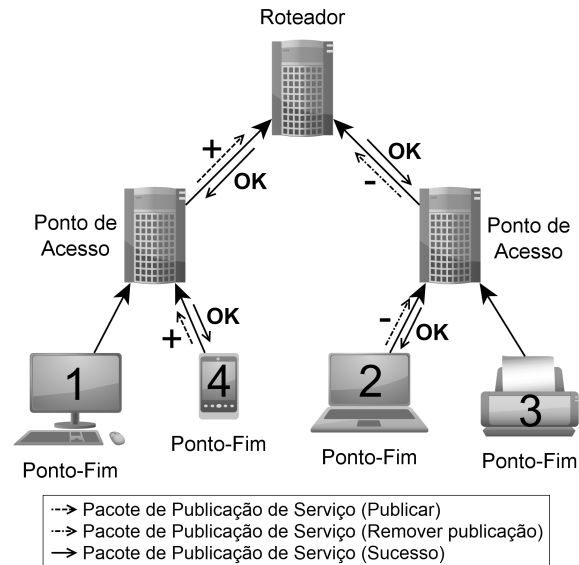 Roteador
+
OK
OK
-
Ponto de
Acesso
Ponto de
Acesso
+
OK
-
OK
1
4
2
3
Ponto-Fim
Ponto-Fim
Ponto-Fim
Ponto-Fim
Pacote de Publicação de Serviço (Publicar)
Pacote de Publicação de Serviço (Remover publicação)
Pacote de Publicação de Serviço (Sucesso)